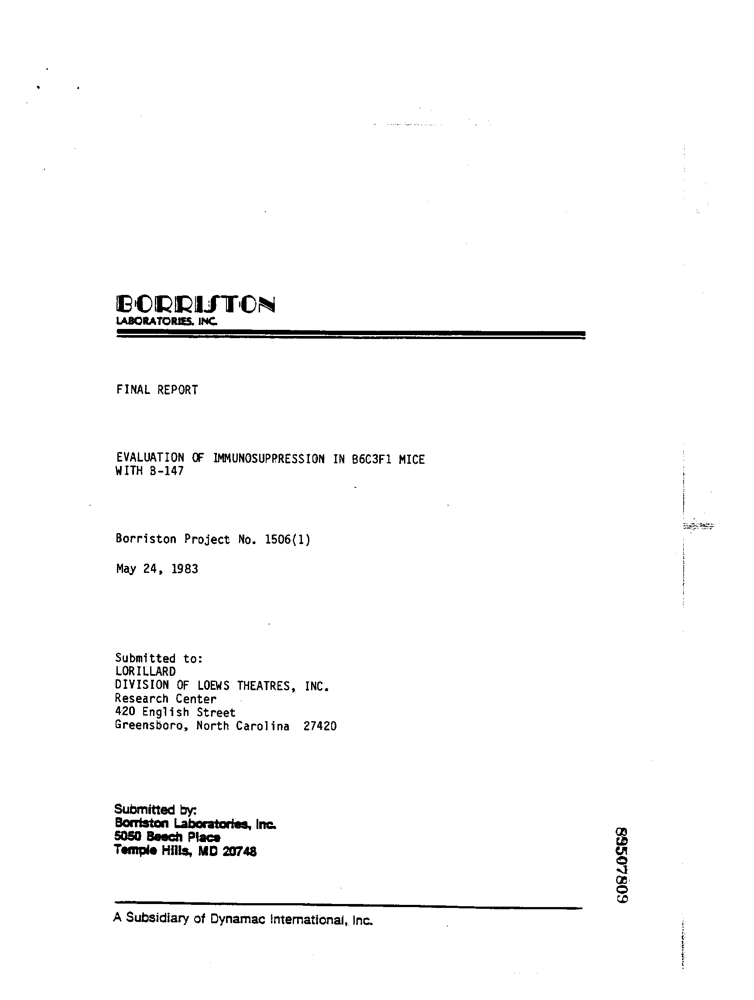 BORRISTON
LABORATORIES, INC.
FINAL REPORT
EVALUATION OF IMMUNOSUPPRESSION IN B6C3F1 MICE
WITH B-147
Borriston Project No. 1506(1)
May 24, 1983
Submitted to:
LORILLARD
DIVISION OF LOEWS THEATRES, INC.
Research Center
420 English Street
Greensboro, North Carolina 27420
Submitted by:
Borriston Laboratories, Inc.
5050 Beech Place
Temple Hills, MD 20748
89507809
A Subsidiary of Dynamac International, Inc.